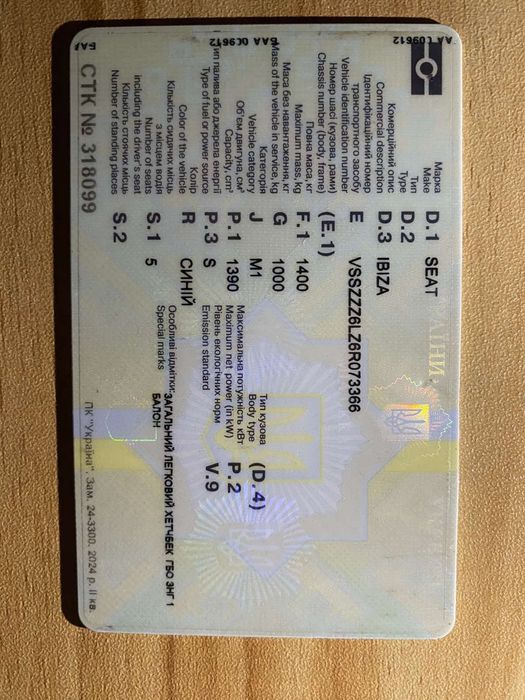 БАА 009612
БАА 009612
БАА 009612
АЇНИ
Марка
Make D.1 SEAT
Тип
Type D.2
Комерційний опис
Commercial description D.3 IBIZA
Ідентифікаційний номер
транспортного засобу
Vehicle identification number E VSSZZZ6LZ6R073366
Номер шасі (кузова, рами)
Chassis number (body, frame) (E.1)
Повна маса, кг
Maximum mass, kg F.1 1400
Маса без навантаження, кг
Mass of the vehicle in service, kg G 1000
Категорія
Vehicle category J M1
Тип кузова
Body type (D.4)
Об'єм двигуна, см³
Capacity, cm³ P.1 1390
Максимальна потужність кВт
Maximum net power (in kW) P.2
Тип палива або джерела енергії
Type of fuel or power source P.3 S
Рівень екологічних норм
Emission standard V.9
Колір
Color of the vehicle R СИНІЙ
Особливі відмітки: ЗАГАЛЬНИЙ ЛЕГКОВИЙ ХЕТЧБЕК ГБО ЗНГ 1
Special marks БАЛОН
Кількість сидячих місць
з місцем водія
Number of seats S.1 5
including the driver's seat
Кількість стоячих місць
Number of standing places S.2
СТК № 318099
ПК "Україна". Зам. 24-3300. 2024 р. ІІ кв.